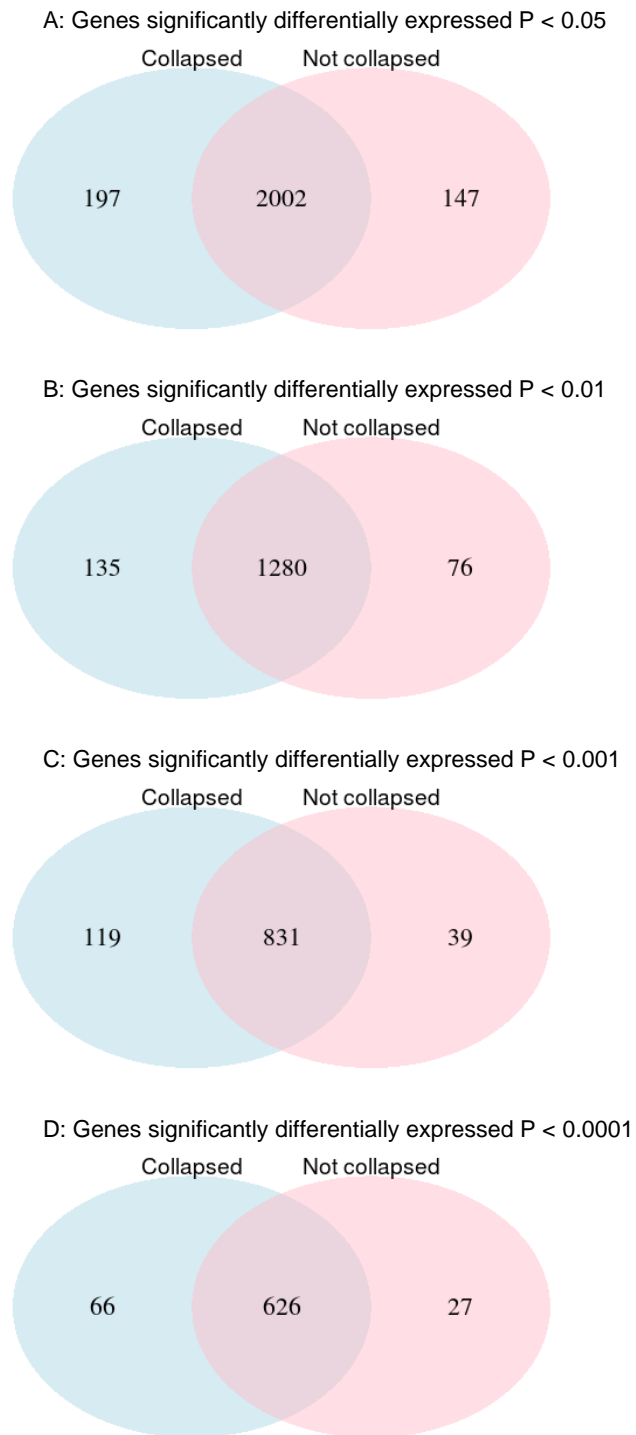 A: Genes significantly differentially expressed P < 0.05
Collapsed Not collapsed
197 2002 147
B: Genes significantly differentially expressed P < 0.01
Collapsed Not collapsed
135 1280 76
C: Genes significantly differentially expressed P < 0.001
Collapsed Not collapsed
119 831 39
D: Genes significantly differentially expressed P < 0.0001
Collapsed Not collapsed
66 626 27